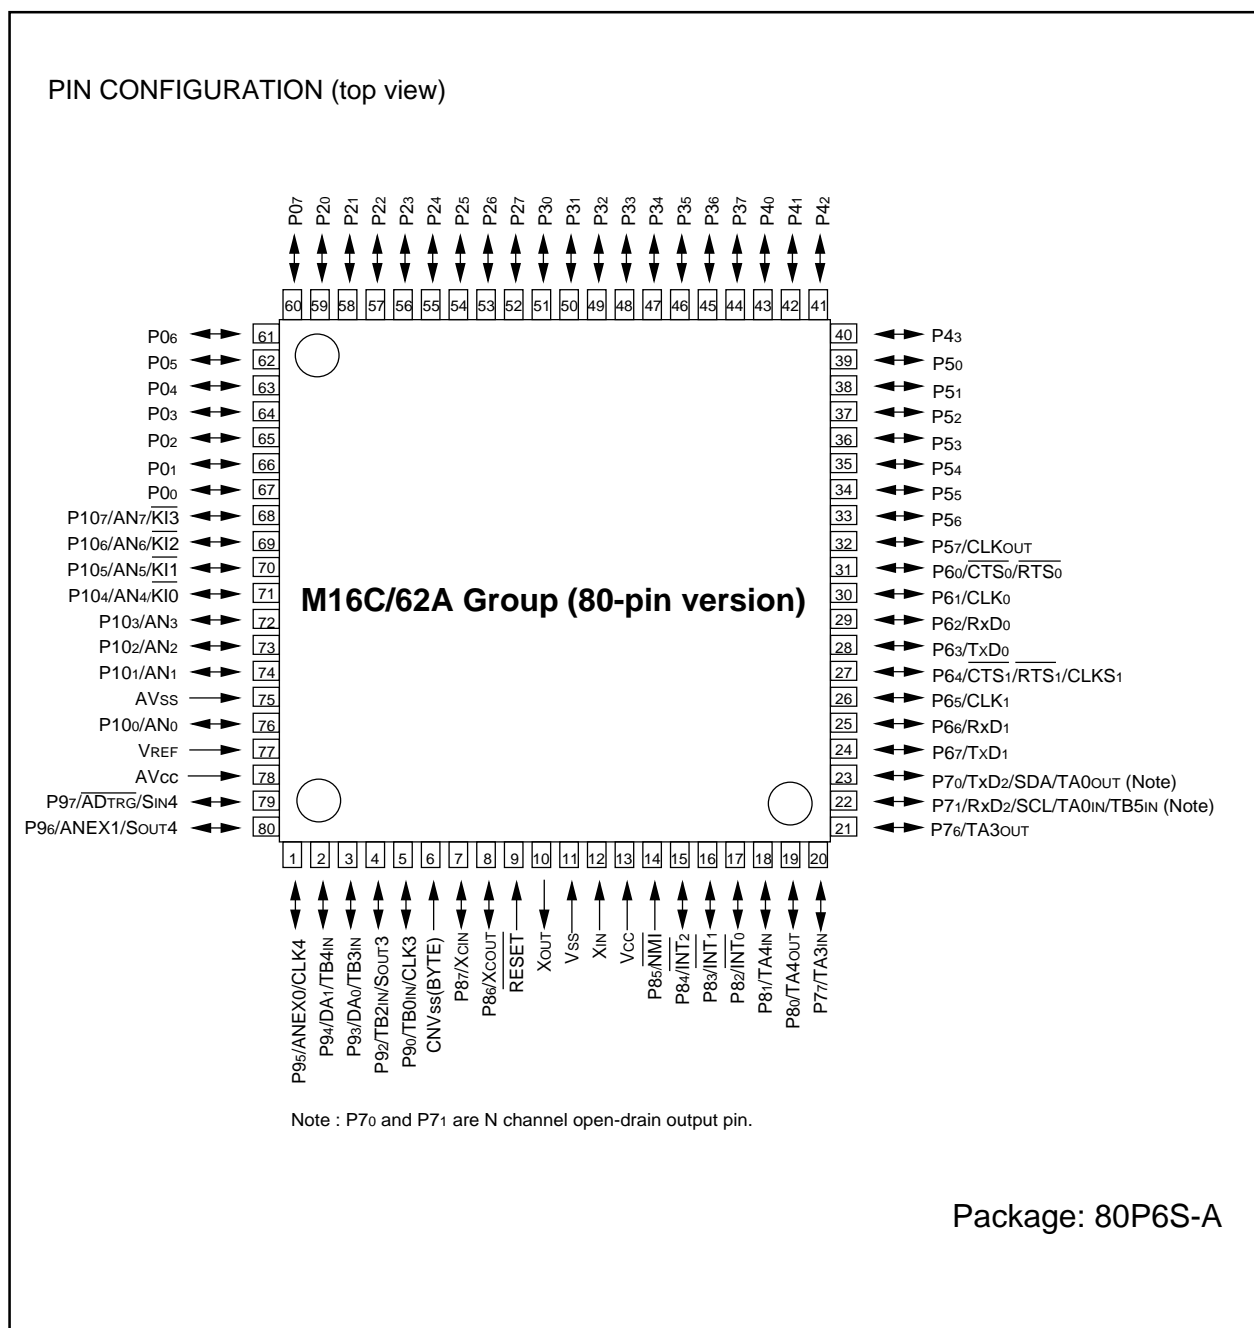 PIN CONFIGURATION (top view)
P07
P20
P21
P22
P23
P24
P25
P26
P27
P30
P31
P32
P33
P34
P35
P36
P37
P40
P41
P42
60 59 58 57 56 55 54 53 52 51 50 49 48 47 46 45 44 43 42 41
P06 61
P05 62
P04 63
P03 64
P02 65
P01 66
P00 67
P107/AN7/KI3 68
P106/AN6/KI2 69
P105/AN5/KI1 70
P104/AN4/KI0 71
P103/AN3 72
P102/AN2 73
P101/AN1 74
AVSS 75
P100/AN0 76
VREF 77
AVCC 78
P97/ADTRG/SIN4 79
P96/ANEX1/SOUT4 80
M16C/62A Group (80-pin version)
40 P43
39 P50
38 P51
37 P52
36 P53
35 P54
34 P55
33 P56
32 P57/CLKOUT
31 P60/CTS0/RTS0
30 P61/CLK0
29 P62/RxD0
28 P63/TxD0
27 P64/CTS1/RTS1/CLKS1
26 P65/CLK1
25 P66/RxD1
24 P67/TxD1
23 P70/TxD2/SDA/TA0OUT (Note)
22 P71/RxD2/SCL/TA0IN/TB5IN (Note)
21 P76/TA3OUT
1 2 3 4 5 6 7 8 9 10 11 12 13 14 15 16 17 18 19 20
P95/ANEX0/CLK4
P94/DA1/TB4IN
P93/DA0/TB3IN
P92/TB2IN/SOUT3
P90/TB0IN/CLK3
CNVss(BYTE)
P87/XCIN
P86/XCOUT
RESET
XOUT
VSS
XIN
VCC
P85/NMI
P84/INT2
P83/INT1
P82/INT0
P81/TA4IN
P80/TA4OUT
P77/TA3IN
Note : P70 and P71 are N channel open-drain output pin.
Package: 80P6S-A